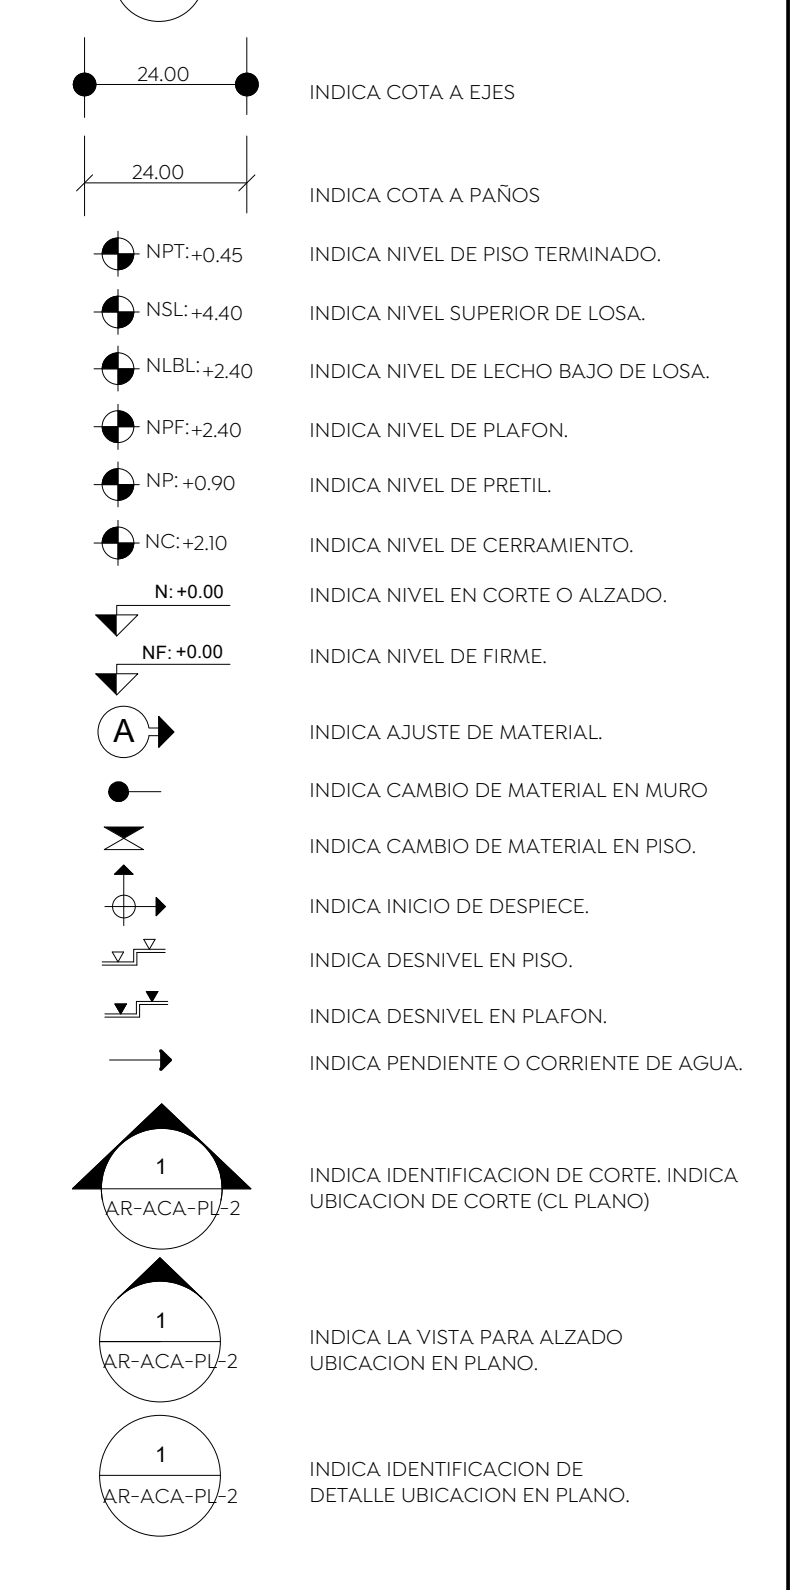 24.00
INDICA COTA A EJES
24.00
INDICA COTA A PAÑOS
NPT:+0.45 INDICA NIVEL DE PISO TERMINADO.
NSL:+4.40 INDICA NIVEL SUPERIOR DE LOSA.
NLBL:+2.40 INDICA NIVEL DE LECHO BAJO DE LOSA.
NPF:+2.40 INDICA NIVEL DE PLAFON.
NP:+0.90 INDICA NIVEL DE PRETIL.
NC:+2.10 INDICA NIVEL DE CERRAMIENTO.
N:+0.00 INDICA NIVEL EN CORTE O ALZADO.
NF:+0.00 INDICA NIVEL DE FIRME.
A INDICA AJUSTE DE MATERIAL.
INDICA CAMBIO DE MATERIAL EN MURO
INDICA CAMBIO DE MATERIAL EN PISO.
INDICA INICIO DE DESPIECE.
INDICA DESNIVEL EN PISO.
INDICA DESNIVEL EN PLAFON.
INDICA PENDIENTE O CORRIENTE DE AGUA.
1
AR-ACA-PL-2
INDICA IDENTIFICACION DE CORTE. INDICA
UBICACION DE CORTE (CL PLANO)
1
AR-ACA-PL-2
INDICA LA VISTA PARA ALZADO
UBICACION EN PLANO.
1
AR-ACA-PL-2
INDICA IDENTIFICACION DE
DETALLE UBICACION EN PLANO.